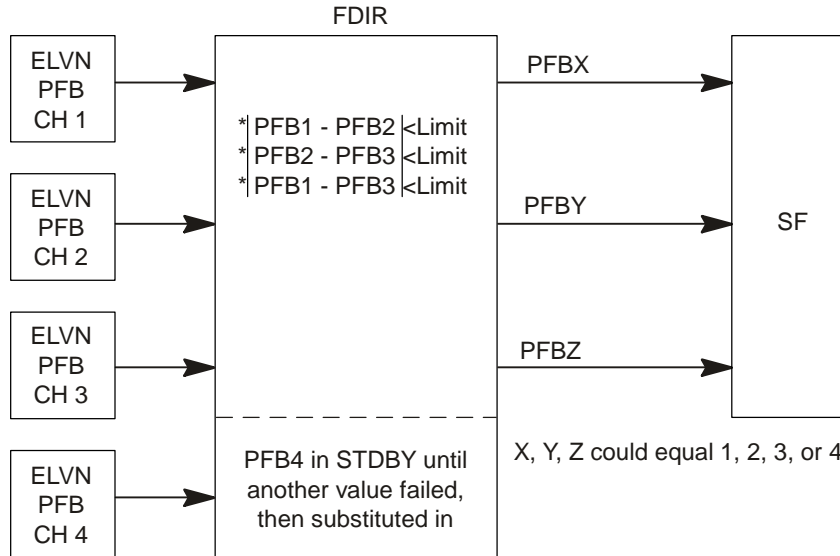 FDIR
ELVN
PFB
CH 1
ELVN
PFB
CH 2
ELVN
PFB
CH 3
ELVN
PFB
CH 4
*|PFB1 - PFB2|<Limit
*|PFB2 - PFB3|<Limit
*|PFB1 - PFB3|<Limit
PFB4 in STDBY until
another value failed,
then substituted in
PFBX
PFBY
PFBZ
SF
X, Y, Z could equal 1, 2, 3, or 4